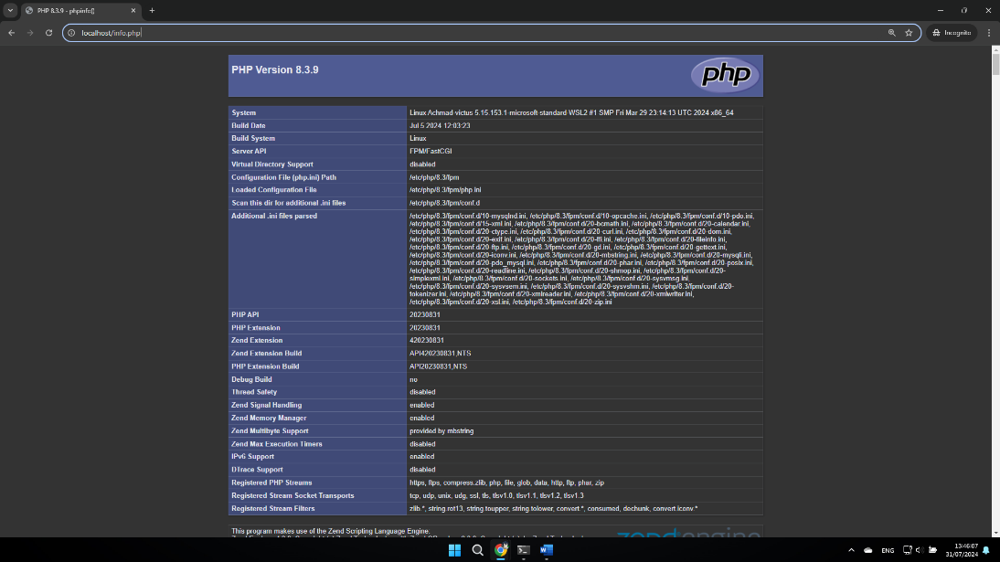 PHP 8.3.9 - phpinfo()
localhost/info.php
Incognito
PHP Version 8.3.9
php
System Linux Achmad-victus 5.15.153.1-microsoft-standard-WSL2 #1 SMP Fri Mar 29 23:14:13 UTC 2024 x86_64
Build Date Jul 5 2024 12:03:23
Build System Linux
Server API FPM/FastCGI
Virtual Directory Support disabled
Configuration File (php.ini) Path /etc/php/8.3/fpm
Loaded Configuration File /etc/php/8.3/fpm/php.ini
Scan this dir for additional .ini files /etc/php/8.3/fpm/conf.d
Additional .ini files parsed /etc/php/8.3/fpm/conf.d/10-mysqlnd.ini, /etc/php/8.3/fpm/conf.d/10-opcache.ini, /etc/php/8.3/fpm/conf.d/10-pdo.ini,
/etc/php/8.3/fpm/conf.d/15-xml.ini, /etc/php/8.3/fpm/conf.d/20-bcmath.ini, /etc/php/8.3/fpm/conf.d/20-calendar.ini,
/etc/php/8.3/fpm/conf.d/20-ctype.ini, /etc/php/8.3/fpm/conf.d/20-curl.ini, /etc/php/8.3/fpm/conf.d/20-dom.ini,
/etc/php/8.3/fpm/conf.d/20-exif.ini, /etc/php/8.3/fpm/conf.d/20-ffi.ini, /etc/php/8.3/fpm/conf.d/20-fileinfo.ini,
/etc/php/8.3/fpm/conf.d/20-ftp.ini, /etc/php/8.3/fpm/conf.d/20-gd.ini, /etc/php/8.3/fpm/conf.d/20-gettext.ini,
/etc/php/8.3/fpm/conf.d/20-iconv.ini, /etc/php/8.3/fpm/conf.d/20-mbstring.ini, /etc/php/8.3/fpm/conf.d/20-mysqli.ini,
/etc/php/8.3/fpm/conf.d/20-pdo_mysql.ini, /etc/php/8.3/fpm/conf.d/20-phar.ini, /etc/php/8.3/fpm/conf.d/20-posix.ini,
/etc/php/8.3/fpm/conf.d/20-readline.ini, /etc/php/8.3/fpm/conf.d/20-shmop.ini, /etc/php/8.3/fpm/conf.d/20-
simplexml.ini, /etc/php/8.3/fpm/conf.d/20-sockets.ini, /etc/php/8.3/fpm/conf.d/20-sysvmsg.ini,
/etc/php/8.3/fpm/conf.d/20-sysvsem.ini, /etc/php/8.3/fpm/conf.d/20-sysvshm.ini, /etc/php/8.3/fpm/conf.d/20-
tokenizer.ini, /etc/php/8.3/fpm/conf.d/20-xmlreader.ini, /etc/php/8.3/fpm/conf.d/20-xmlwriter.ini,
/etc/php/8.3/fpm/conf.d/20-xsl.ini, /etc/php/8.3/fpm/conf.d/20-zip.ini
PHP API 20230831
PHP Extension 20230831
Zend Extension 420230831
Zend Extension Build API420230831,NTS
PHP Extension Build API20230831,NTS
Debug Build no
Thread Safety disabled
Zend Signal Handling enabled
Zend Memory Manager enabled
Zend Multibyte Support provided by mbstring
Zend Max Execution Timers disabled
IPv6 Support enabled
DTrace Support disabled
Registered PHP Streams https, ftps, compress.zlib, php, file, glob, data, http, ftp, phar, zip
Registered Stream Socket Transports tcp, udp, unix, udg, ssl, tls, tlsv1.0, tlsv1.1, tlsv1.2, tlsv1.3
Registered Stream Filters zlib.*, string.rot13, string.toupper, string.tolower, convert.*, consumed, dechunk, convert.iconv.*
This program makes use of the Zend Scripting Language Engine:
zend engine
ENG
13:46:07
31/07/2024